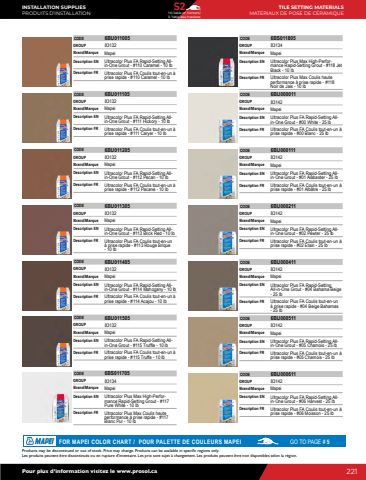 INSTALLATION SUPPLIES
PRODUITS D'INSTALLATION
S2
TILE SETTING MATERIALS
MATÉRIAUX DE POSE DE CÉRAMIQUE
CODE 6BU011005
GROUP 83132
Brand/Marque Mapei
Description EN Ultracolor Plus FA Rapid-Setting All-
in-One Grout - #110 Caramel - 10 lb
Description FR Ultracolor Plus FA Coulis tout-en-un à
prise rapide - #110 Caramel - 10 lb
CODE 6BU011105
GROUP 83132
Brand/Marque Mapei
Description EN Ultracolor Plus FA Rapid-Setting All-
in-One Grout - #111 Hickory - 10 lb
Description FR Ultracolor Plus FA Coulis tout-en-un à
prise rapide - #111 Caryer - 10 lb
CODE 6BU011205
GROUP 83132
Brand/Marque Mapei
Description EN Ultracolor Plus FA Rapid-Setting All-
in-One Grout - #112 Pecan - 10 lb
Description FR Ultracolor Plus FA Coulis tout-en-un à
prise rapide - #112 Pacane - 10 lb
CODE 6BU011305
GROUP 83132
Brand/Marque Mapei
Description EN Ultracolor Plus FA Rapid-Setting All-
in-One Grout - #113 Brick Red - 10 lb
Description FR Ultracolor Plus FA Coulis tout-en-un
à prise rapide - #113 Rouge Brique
- 10 lb
CODE 6BU011405
GROUP 83132
Brand/Marque Mapei
Description EN Ultracolor Plus FA Rapid-Setting All-
in-One Grout - #114 Mahogany - 10 lb
Description FR Ultracolor Plus FA Coulis tout-en-un à
prise rapide - #114 Acajou - 10 lb
CODE 6BU011505
GROUP 83132
Brand/Marque Mapei
Description EN Ultracolor Plus FA Rapid-Setting All-
in-One Grout - #115 Truffle - 10 lb
Description FR Ultracolor Plus FA Coulis tout-en-un à
prise rapide - #115 Truffe - 10 lb
CODE 6BS011705
GROUP 83134
Brand/Marque Mapei
Description EN Ultracolor Plus Max High-Perfor-
mance Rapid-Setting Grout - #117
Pure White - 10 lb
Description FR Ultracolor Plus Max Coulis haute
performance à prise rapide - #117
Blanc Pur - 10 lb
CODE 6BS011805
GROUP 83134
Brand/Marque Mapei
Description EN Ultracolor Plus Max High-Perfor-
mance Rapid-Setting Grout - #118 Jet
Black - 10 lb
Description FR Ultracolor Plus Max Coulis haute
performance à prise rapide - #118
Noir de Jais - 10 lb
CODE 6BU000011
GROUP 83142
Brand/Marque Mapei
Description EN Ultracolor Plus FA Rapid-Setting All-
in-One Grout - #00 White - 25 lb
Description FR Ultracolor Plus FA Coulis tout-en-un à
prise rapide - #00 Blanc - 25 lb
CODE 6BU000111
GROUP 83142
Brand/Marque Mapei
Description EN Ultracolor Plus FA Rapid-Setting All-
in-One Grout - #01 Alabaster - 25 lb
Description FR Ultracolor Plus FA Coulis tout-en-un à
prise rapide - #01 Albâtre - 25 lb
CODE 6BU000211
GROUP 83142
Brand/Marque Mapei
Description EN Ultracolor Plus FA Rapid-Setting All-
in-One Grout - #02 Pewter - 25 lb
Description FR Ultracolor Plus FA Coulis tout-en-un à
prise rapide - #02 Étain - 25 lb
CODE 6BU000411
GROUP 83142
Brand/Marque Mapei
Description EN Ultracolor Plus FA Rapid-Setting
All-in-One Grout - #04 Bahama Beige
- 25 lb
Description FR Ultracolor Plus FA Coulis tout-en-un
à prise rapide - #04 Beige Bahamas
- 25 lb
CODE 6BU000511
GROUP 83142
Brand/Marque Mapei
Description EN Ultracolor Plus FA Rapid-Setting All-
in-One Grout - #05 Chamois - 25 lb
Description FR Ultracolor Plus FA Coulis tout-en-un à
prise rapide - #05 Chamois - 25 lb
CODE 6BU000611
GROUP 83142
Brand/Marque Mapei
Description EN Ultracolor Plus FA Rapid-Setting All-
in-One Grout - #06 Harvest - 25 lb
Description FR Ultracolor Plus FA Coulis tout-en-un à
prise rapide - #06 Moisson - 25 lb
MAPEI FOR MAPEI COLOR CHART / POUR PALETTE DE COULEURS MAPEI GO TO PAGE # 5
Products may be discontinued or out of stock. Price may change. Products can be available in specific regions only.
Les produits peuvent être discontinués ou en rupture d'inventaire. Les prix sont sujet à changement. Les produits peuvent être non disponibles selon la région.
Pour plus d'information visitez le www.prosol.ca
221